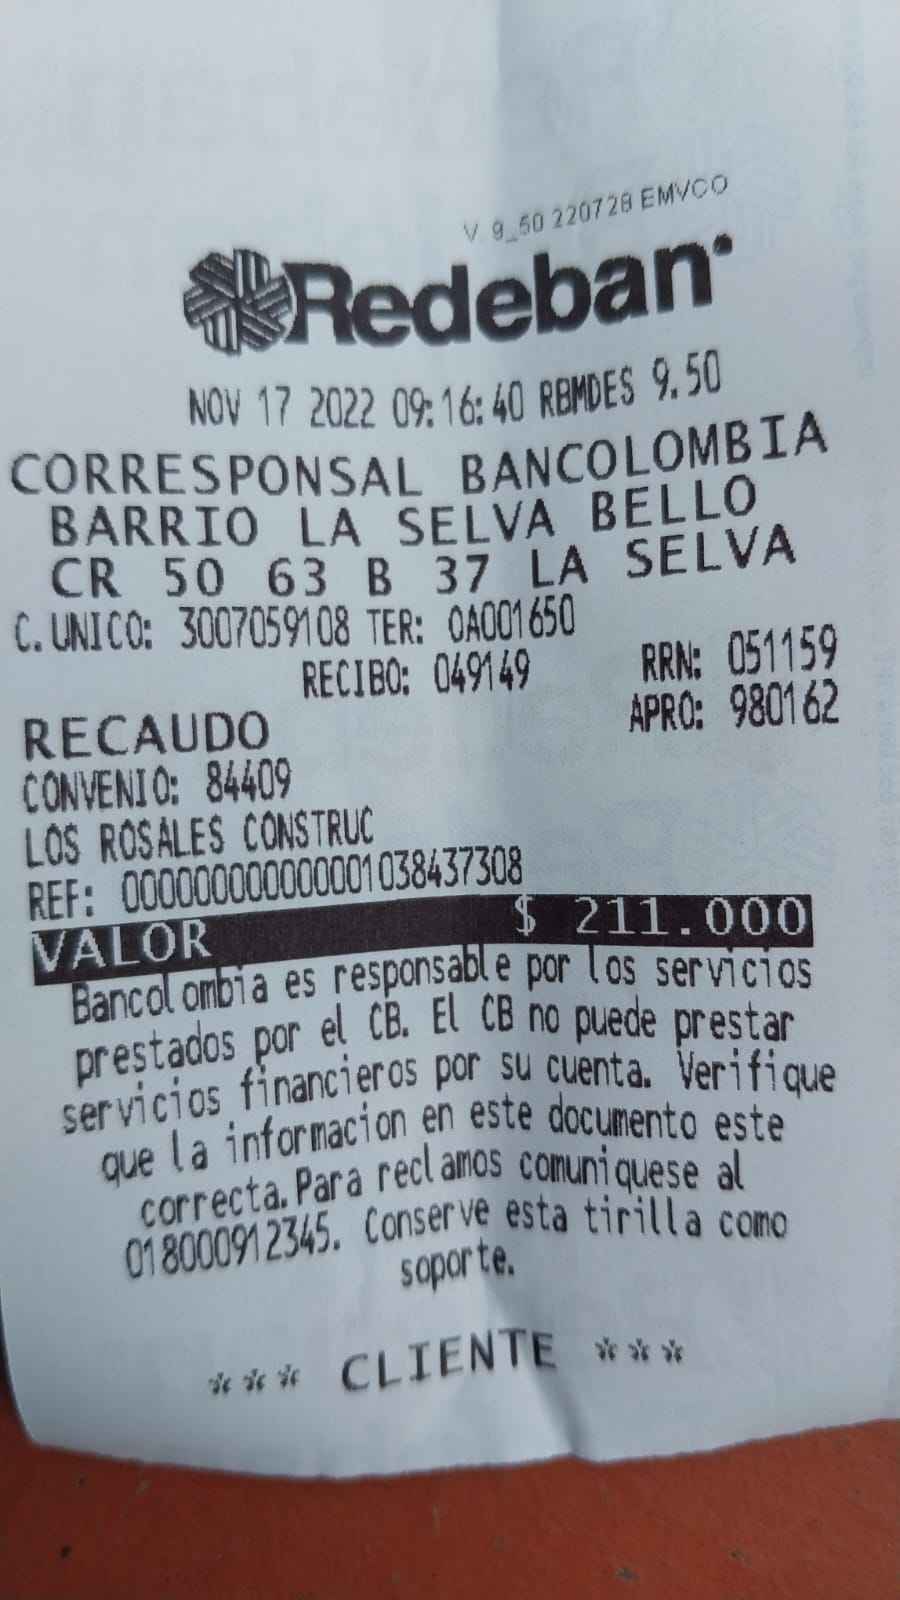 V. 9_50 220728 EMVCO
Redeban
NOV 17 2022 09:16:40 RBMDES 9.50
CORRESPONSAL BANCOLOMBIA
BARRIO LA SELVA BELLO
CR 50 63 B 37 LA SELVA
C.UNICO: 3007059108 TER: 0A001650
RECIBO: 049149 RRN: 051159
RECAUDO APRO: 980162
CONVENIO: 84409
LOS ROSALES CONSTRUC
REF: 00000000000001038437308
VALOR $ 211.000
Bancolombia es responsable por los servicios
prestados por el CB. El CB no puede prestar
servicios financieros por su cuenta. Verifique
que la informacion en este documento este
correcta.Para reclamos comuniquese al
018000912345. Conserve esta tirilla como
soporte.
*** CLIENTE ***